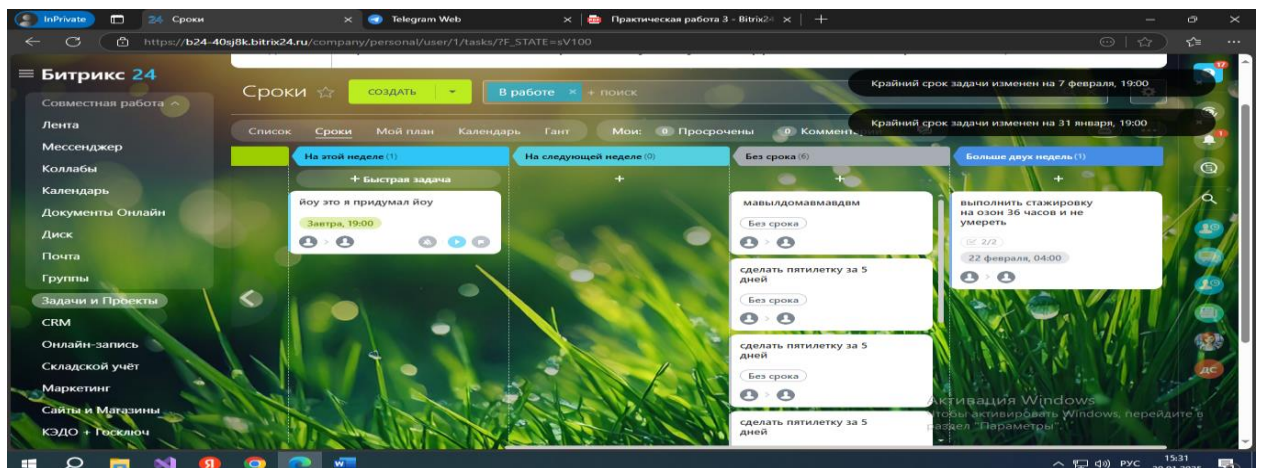 InPrivate
24 Сроки
Telegram Web
Практическая работа 3 - Bitrix24
https://b24-40sj8k.bitrix24.ru/company/personal/user/1/tasks/?F_STATE=sV100
Битрикс 24
17
Совместная работа
Лента
Мессенджер
Коллабы
Календарь
Документы Онлайн
Диск
Почта
Группы
Задачи и Проекты
CRM
Онлайн-запись
Складской учёт
Маркетинг
Сайты и Магазины
КЭДО + Госключ
Сроки
СОЗДАТЬ
В работе × + поиск
Крайний срок задачи изменен на 7 февраля, 19:00
Крайний срок задачи изменен на 31 января, 19:00
Список Сроки Мой план Календарь Гант Мои: 0 Просрочены 0
1
На этой неделе (1)
+ Быстрая задача
йоу это я придумал йоу
Завтра, 19:00
На следующей неделе (0)
+
Без срока (6)
+
мавылдомавмавдвм
Без срока
сделать пятилетку за 5
дней
Без срока
сделать пятилетку за 5
дней
Без срока
сделать пятилетку за 5
дней
Больше двух недель (1)
+
выполнить стажировку
на озон 36 часов и не
умереть
2/2
22 февраля, 04:00
ДС
Активация Windows
Чтобы активировать Windows, перейдите в
раздел "Параметры".
РУС
15:31